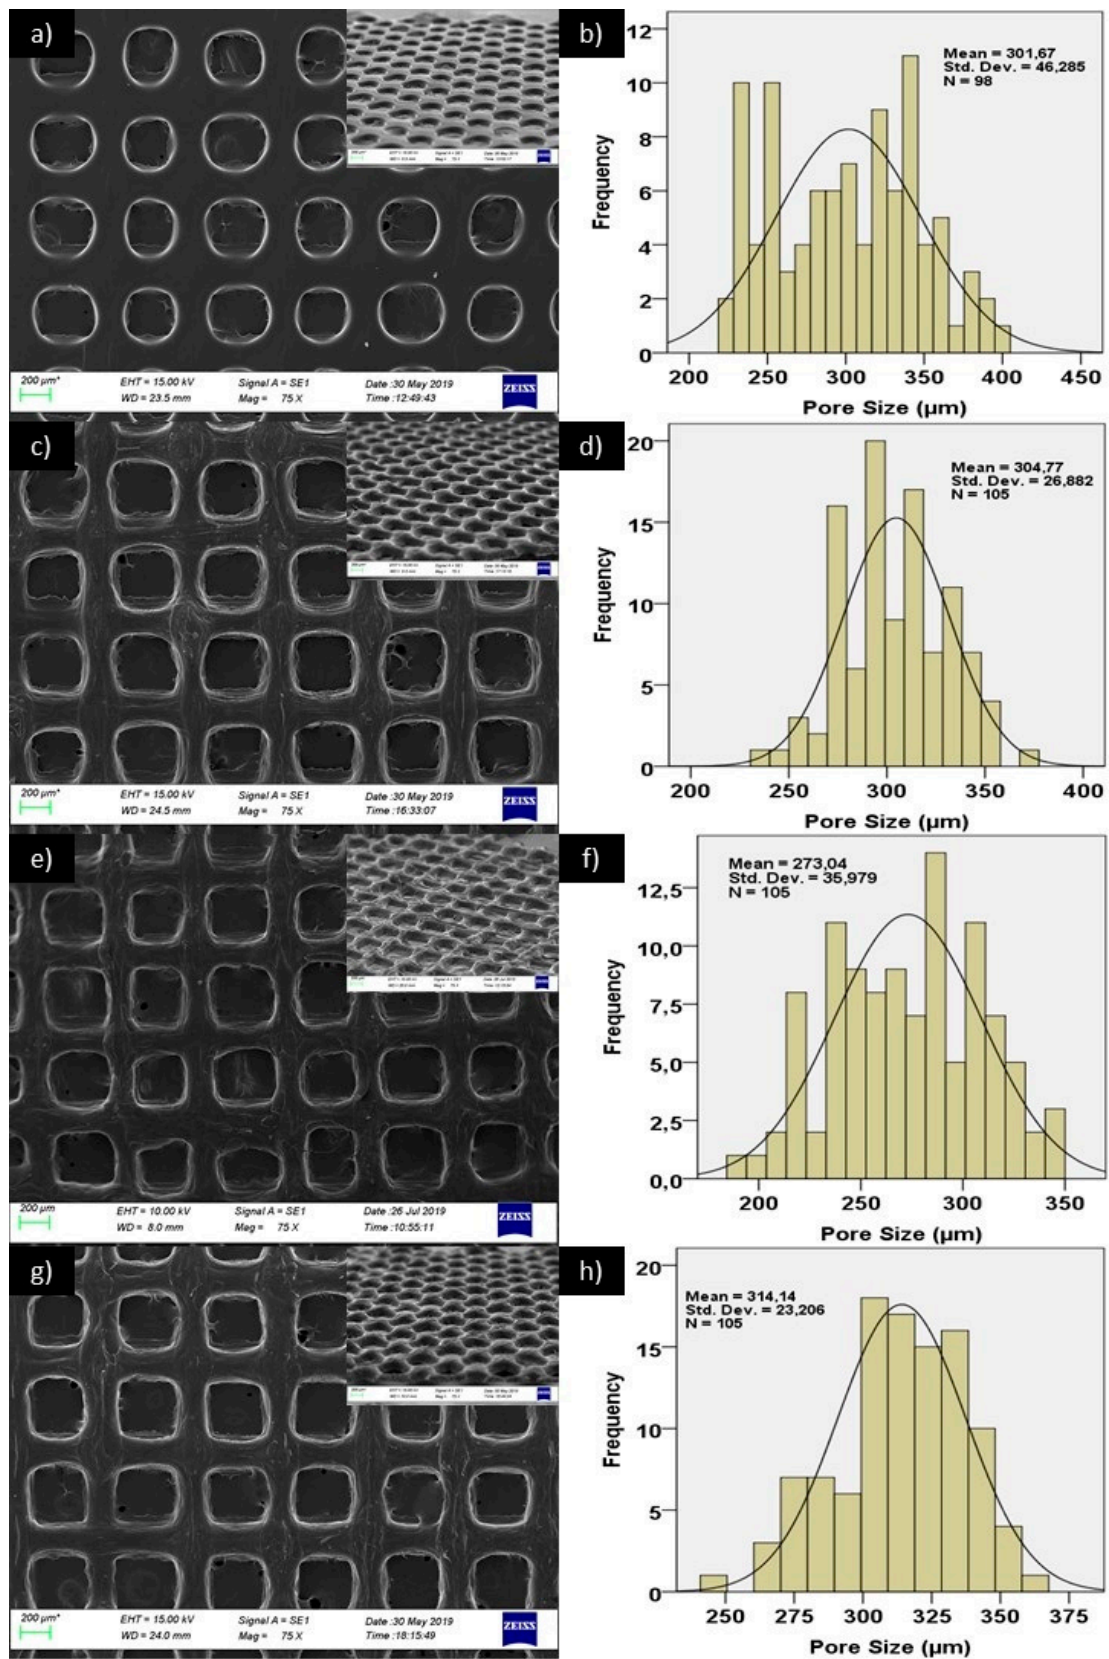 a)
200 µm*
EHT = 15.00 kV Signal A = SE1 Date :30 May 2019
WD = 23.5 mm Mag = 75 X Time :12:49:43
ZEISS
b)
Mean = 301,67
Std. Dev. = 46,285
N = 98
Frequency
12
10
8
6
4
2
0
200 250 300 350 400 450
Pore Size (µm)
c)
200 µm*
EHT = 15.00 kV Signal A = SE1 Date :30 May 2019
WD = 24.5 mm Mag = 75 X Time :16:33:07
ZEISS
d)
Mean = 304,77
Std. Dev. = 26,882
N = 105
Frequency
20
15
10
5
0
200 250 300 350 400
Pore Size (µm)
e)
200 µm
EHT = 10.00 kV Signal A = SE1 Date :26 Jul 2019
WD = 8.0 mm Mag = 75 X Time :10:55:11
ZEISS
f)
Mean = 273,04
Std. Dev. = 35,979
N = 105
Frequency
12,5
10,0
7,5
5,0
2,5
0,0
200 250 300 350
Pore Size (µm)
g)
200 µm*
EHT = 15.00 kV Signal A = SE1 Date :30 May 2019
WD = 24.0 mm Mag = 75 X Time :18:15:49
ZEISS
h)
Mean = 314,14
Std. Dev. = 23,206
N = 105
Frequency
20
15
10
5
0
250 275 300 325 350 375
Pore Size (µm)